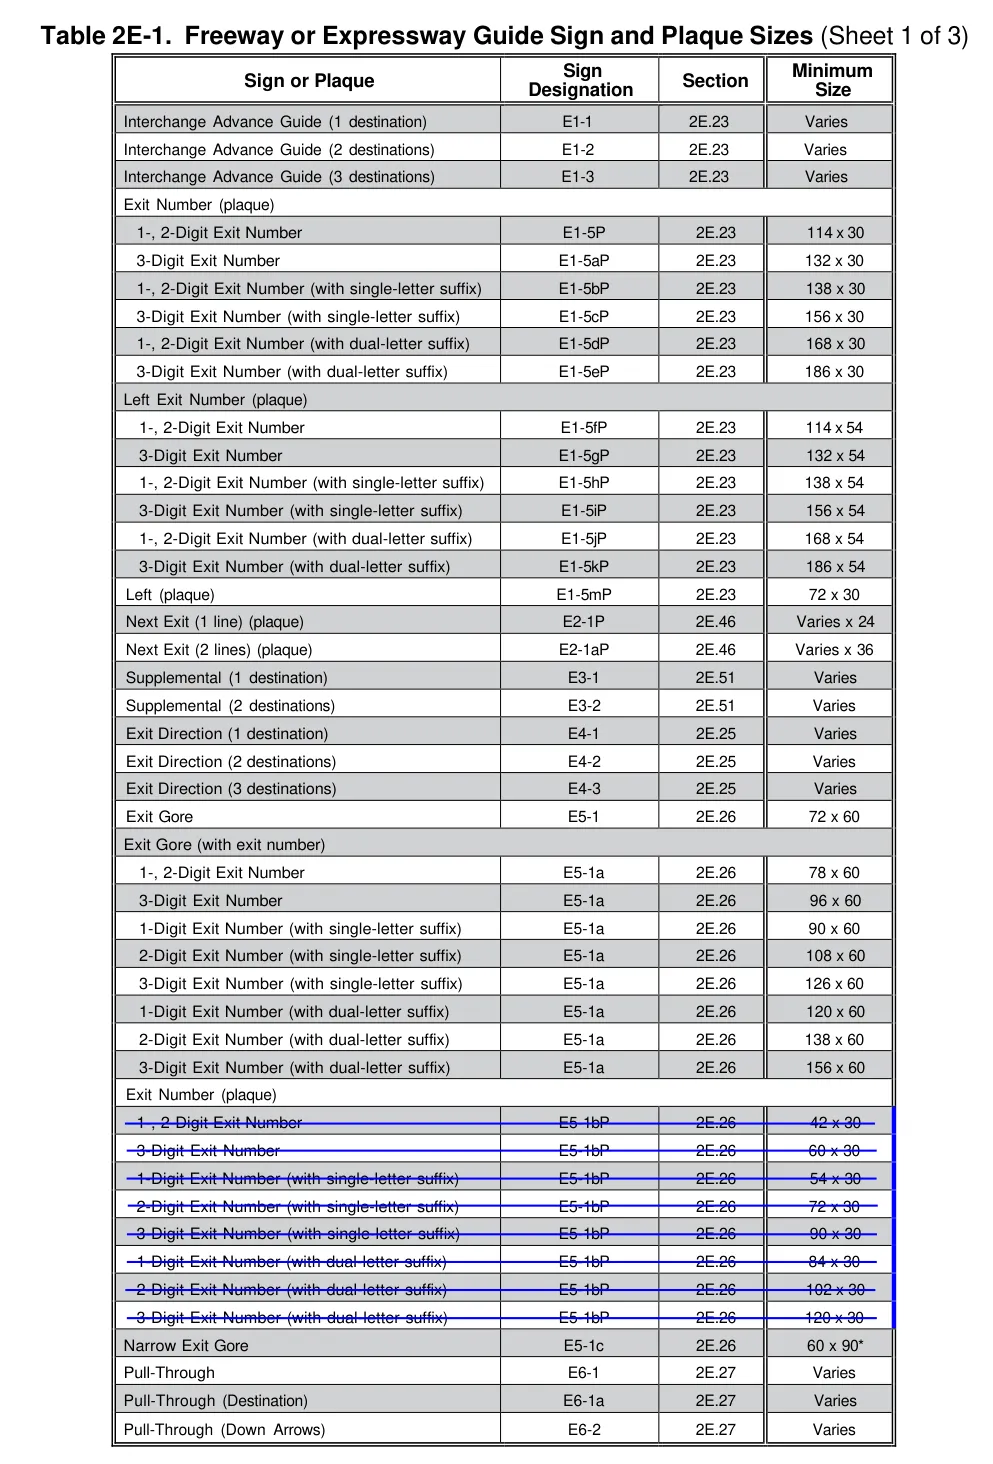 Table 2E-1. Freeway or Expressway Guide Sign and Plaque Sizes (Sheet 1 of 3)
Sign or Plaque Sign Designation Section Minimum Size
Interchange Advance Guide (1 destination) E1-1 2E.23 Varies
Interchange Advance Guide (2 destinations) E1-2 2E.23 Varies
Interchange Advance Guide (3 destinations) E1-3 2E.23 Varies
Exit Number (plaque)
1-, 2-Digit Exit Number E1-5P 2E.23 114 x 30
3-Digit Exit Number E1-5aP 2E.23 132 x 30
1-, 2-Digit Exit Number (with single-letter suffix) E1-5bP 2E.23 138 x 30
3-Digit Exit Number (with single-letter suffix) E1-5cP 2E.23 156 x 30
1-, 2-Digit Exit Number (with dual-letter suffix) E1-5dP 2E.23 168 x 30
3-Digit Exit Number (with dual-letter suffix) E1-5eP 2E.23 186 x 30
Left Exit Number (plaque)
1-, 2-Digit Exit Number E1-5fP 2E.23 114 x 54
3-Digit Exit Number E1-5gP 2E.23 132 x 54
1-, 2-Digit Exit Number (with single-letter suffix) E1-5hP 2E.23 138 x 54
3-Digit Exit Number (with single-letter suffix) E1-5iP 2E.23 156 x 54
1-, 2-Digit Exit Number (with dual-letter suffix) E1-5jP 2E.23 168 x 54
3-Digit Exit Number (with dual-letter suffix) E1-5kP 2E.23 186 x 54
Left (plaque) E1-5mP 2E.23 72 x 30
Next Exit (1 line) (plaque) E2-1P 2E.46 Varies x 24
Next Exit (2 lines) (plaque) E2-1aP 2E.46 Varies x 36
Supplemental (1 destination) E3-1 2E.51 Varies
Supplemental (2 destinations) E3-2 2E.51 Varies
Exit Direction (1 destination) E4-1 2E.25 Varies
Exit Direction (2 destinations) E4-2 2E.25 Varies
Exit Direction (3 destinations) E4-3 2E.25 Varies
Exit Gore E5-1 2E.26 72 x 60
Exit Gore (with exit number)
1-, 2-Digit Exit Number E5-1a 2E.26 78 x 60
3-Digit Exit Number E5-1a 2E.26 96 x 60
1-Digit Exit Number (with single-letter suffix) E5-1a 2E.26 90 x 60
2-Digit Exit Number (with single-letter suffix) E5-1a 2E.26 108 x 60
3-Digit Exit Number (with single-letter suffix) E5-1a 2E.26 126 x 60
1-Digit Exit Number (with dual-letter suffix) E5-1a 2E.26 120 x 60
2-Digit Exit Number (with dual-letter suffix) E5-1a 2E.26 138 x 60
3-Digit Exit Number (with dual-letter suffix) E5-1a 2E.26 156 x 60
Exit Number (plaque)
1-, 2-Digit Exit Number E5-1bP 2E.26 42 x 30
3-Digit Exit Number E5-1bP 2E.26 60 x 30
1-Digit Exit Number (with single-letter suffix) E5-1bP 2E.26 54 x 30
2-Digit Exit Number (with single-letter suffix) E5-1bP 2E.26 72 x 30
3-Digit Exit Number (with single-letter suffix) E5-1bP 2E.26 90 x 30
1-Digit Exit Number (with dual-letter suffix) E5-1bP 2E.26 84 x 30
2-Digit Exit Number (with dual-letter suffix) E5-1bP 2E.26 102 x 30
3-Digit Exit Number (with dual-letter suffix) E5-1bP 2E.26 120 x 30
Narrow Exit Gore E5-1c 2E.26 60 x 90*
Pull-Through E6-1 2E.27 Varies
Pull-Through (Destination) E6-1a 2E.27 Varies
Pull-Through (Down Arrows) E6-2 2E.27 Varies